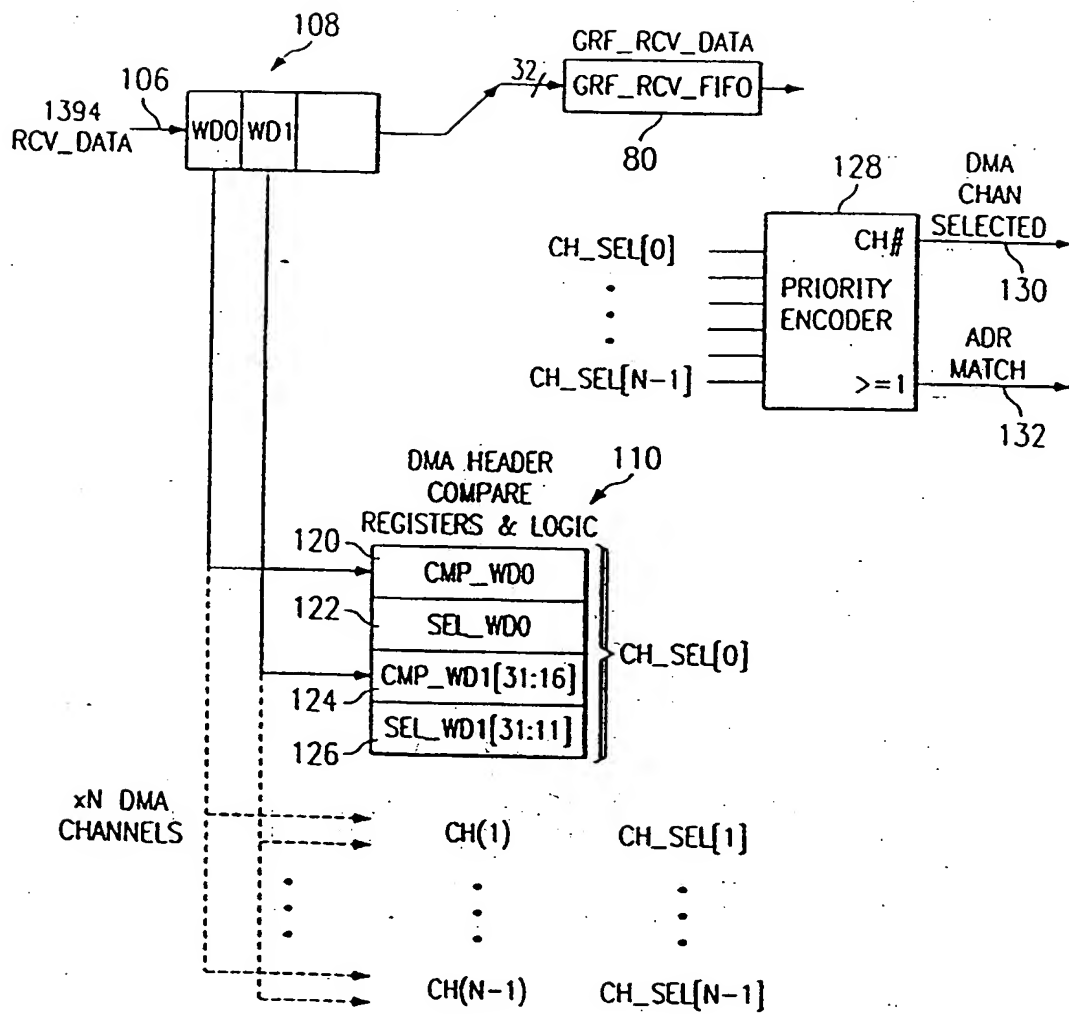 108
106
1394
RCV_DATA
WD0
WD1
32
GRF_RCV_DATA
GRF_RCV_FIFO
80
128
DMA
CHAN
SELECTED
CH#
130
CH_SEL[0]
PRIORITY
ENCODER
CH_SEL[N-1]
ADR
MATCH
>=1
132
DMA HEADER
COMPARE
REGISTERS & LOGIC
110
120
CMP_WD0
122
SEL_WD0
CH_SEL[0]
124
CMP_WD1[31:16]
126
SEL_WD1[31:11]
xN DMA
CHANNELS
CH(1)
CH_SEL[1]
CH(N-1)
CH_SEL[N-1]